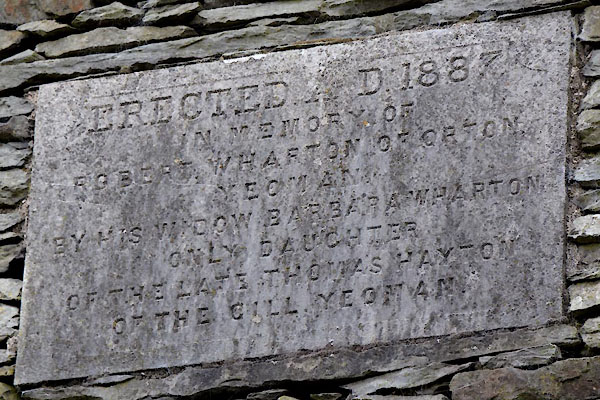 ERECTED A.D. 1887
IN MEMORY OF
ROBERT WHARTON OF ORTON,
YEOMAN,
BY HIS WIDOW BARBARA WHARTON
ONLY DAUGHTER
OF THE LATE THOMAS HAYTON
OF THE GILL, YEOMAN.